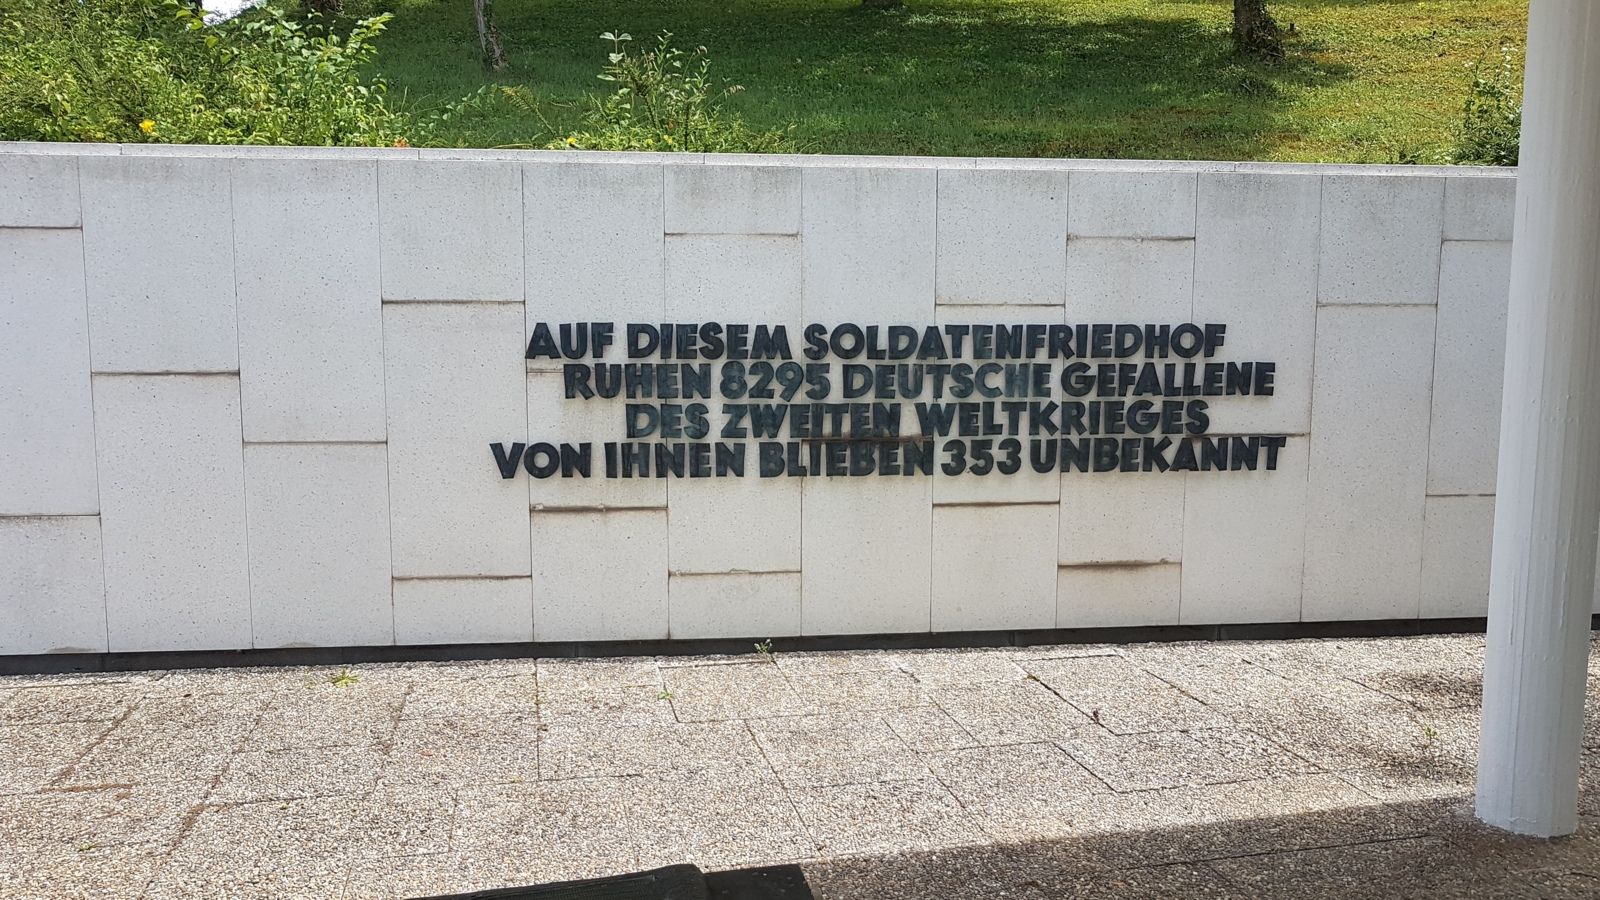 AUF DIESEM SOLDATENFRIEDHOF
RUHEN 8295 DEUTSCHE GEFALLENE
DES ZWEITEN WELTKRIEGES
VON IHNEN BLIEBEN 353 UNBEKANNT